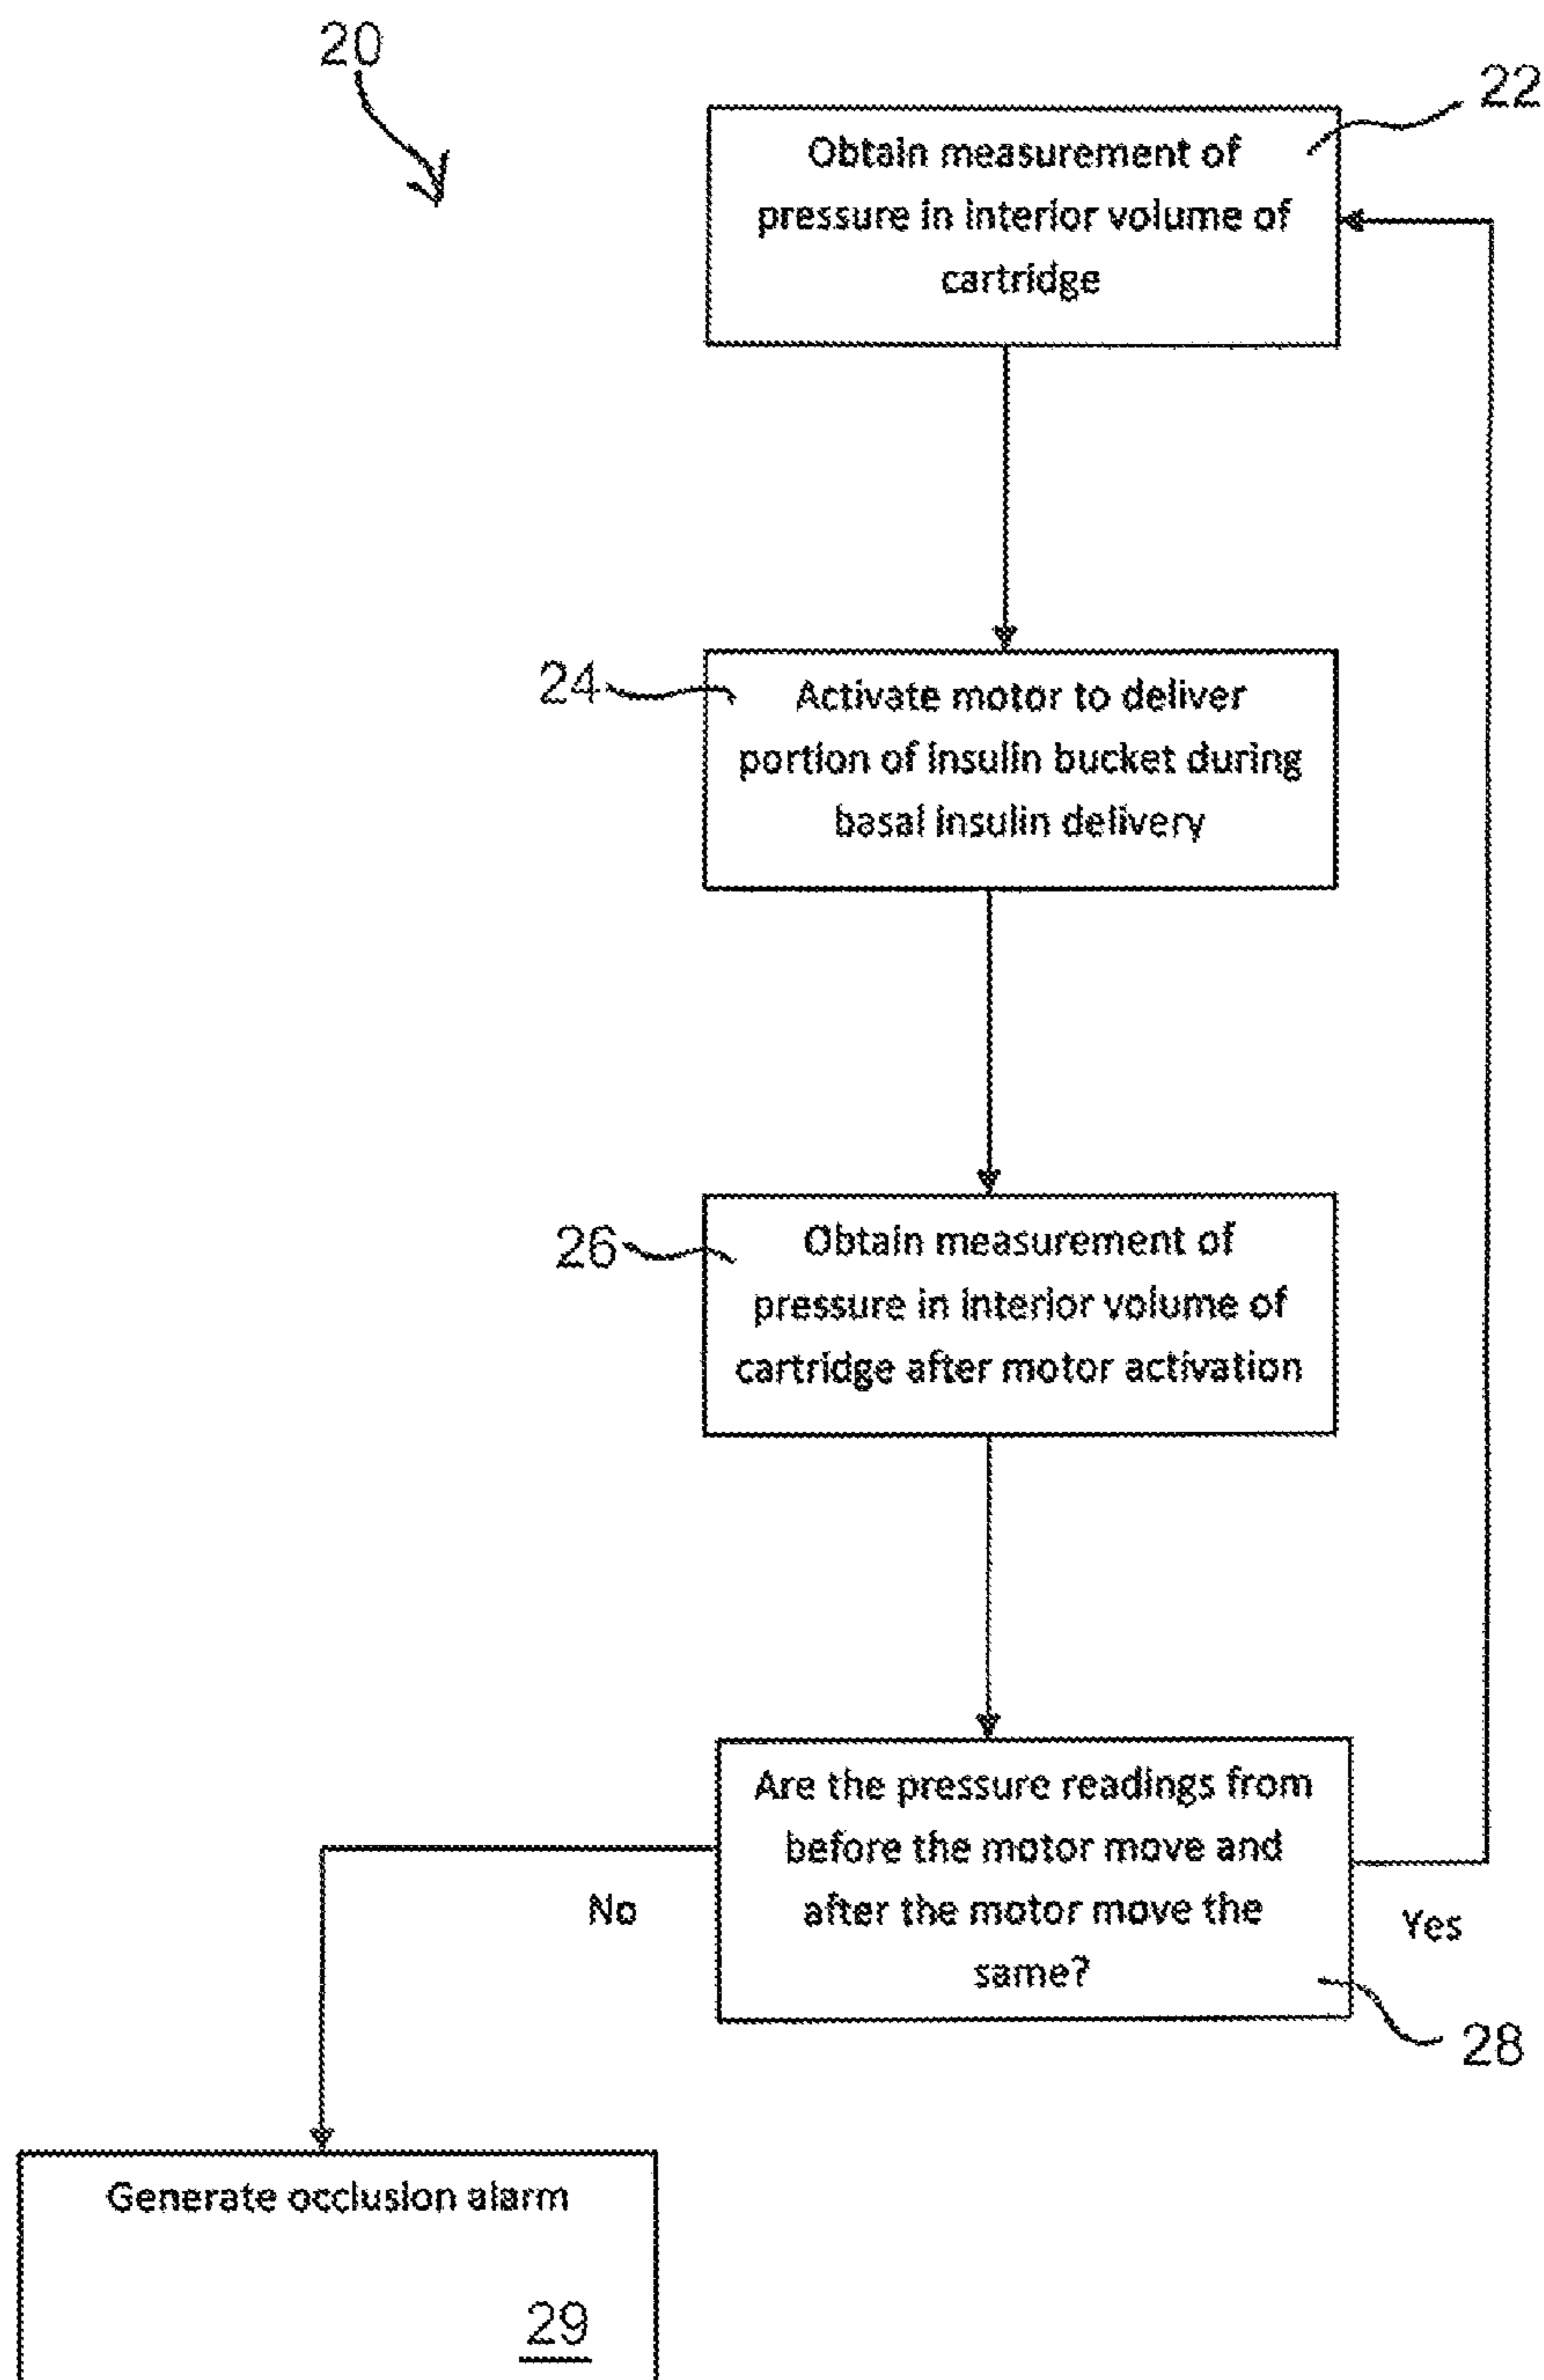 20
22
Obtain measurement of
pressure in interior volume of
cartridge
24
Activate motor to deliver
portion of insulin bucket during
basal insulin delivery
26
Obtain measurement of
pressure in interior volume of
cartridge after motor activation
Are the pressure readings from
before the motor move and
after the motor move the
same?
No
Yes
28
Generate occlusion alarm
29